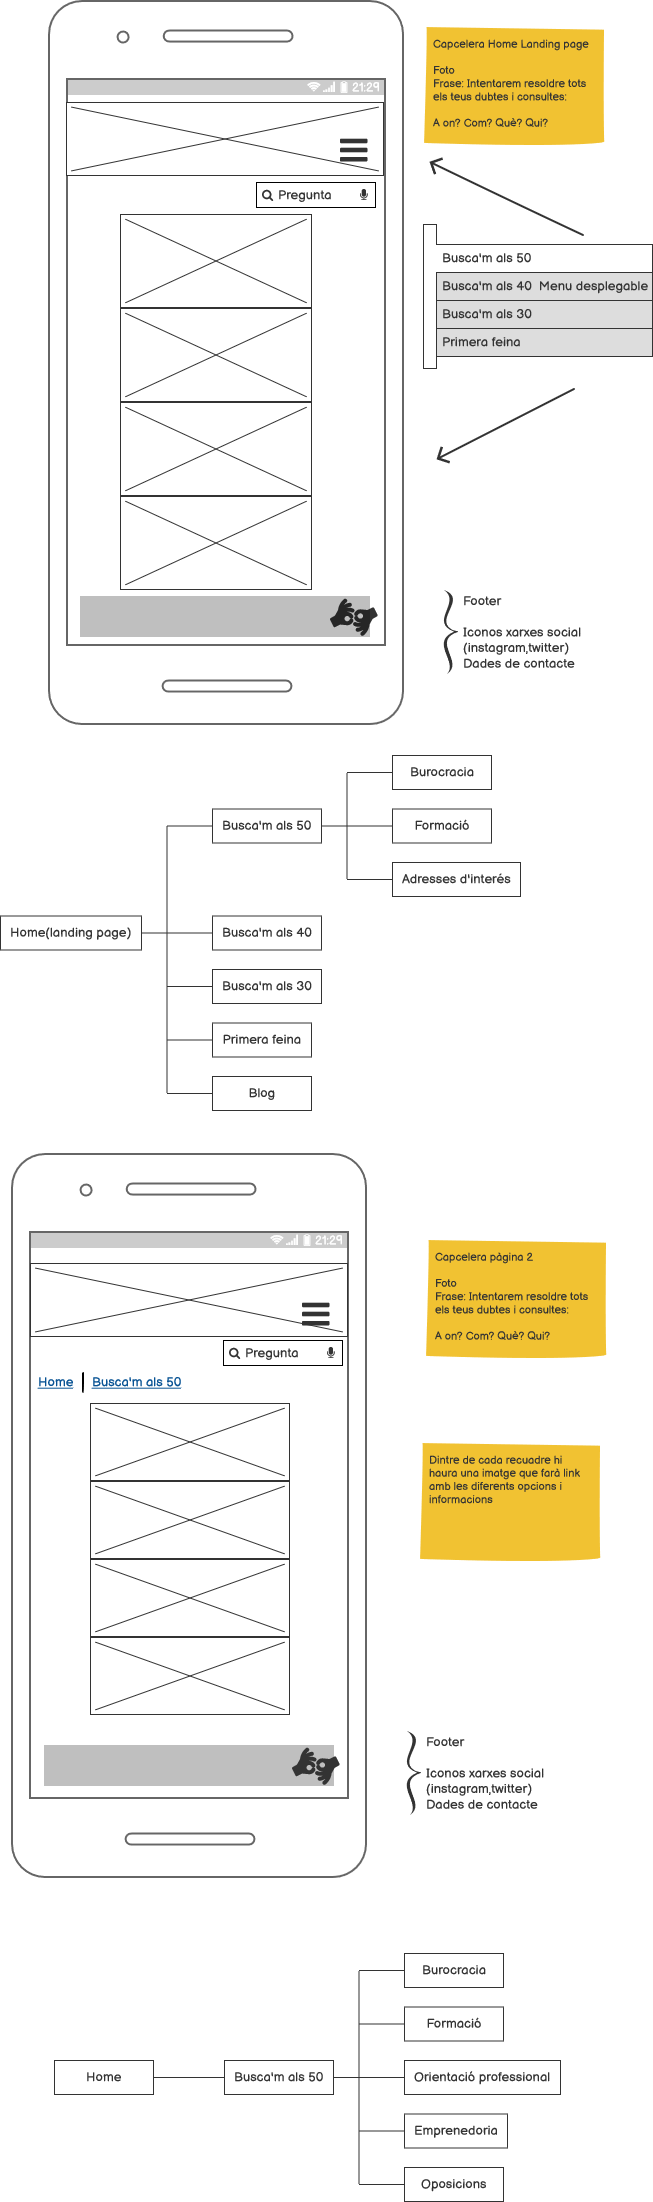 21:29
Pregunta
Capcelera Home Landing page
Foto
Frase: Intentarem resoldre tots
els teus dubtes i consultes:
A on? Com? Què? Qui?
Busca'm als 50
Busca'm als 40 Menu desplegable
Busca'm als 30
Primera feina
Footer
Iconos xarxes social
(instagram,twitter)
Dades de contacte
Burocracia
Busca'm als 50
Formació
Adresses d'interés
Home(landing page)
Busca'm als 40
Busca'm als 30
Primera feina
Blog
21:29
Pregunta
Home
Busca'm als 50
Capcelera pàgina 2
Foto
Frase: Intentarem resoldre tots
els teus dubtes i consultes:
A on? Com? Què? Qui?
Dintre de cada recuadre hi
haura una imatge que farà link
amb les diferents opcions i
informacions
Footer
Iconos xarxes social
(instagram,twitter)
Dades de contacte
Burocracia
Formació
Home
Busca'm als 50
Orientació professional
Emprenedoria
Oposicions